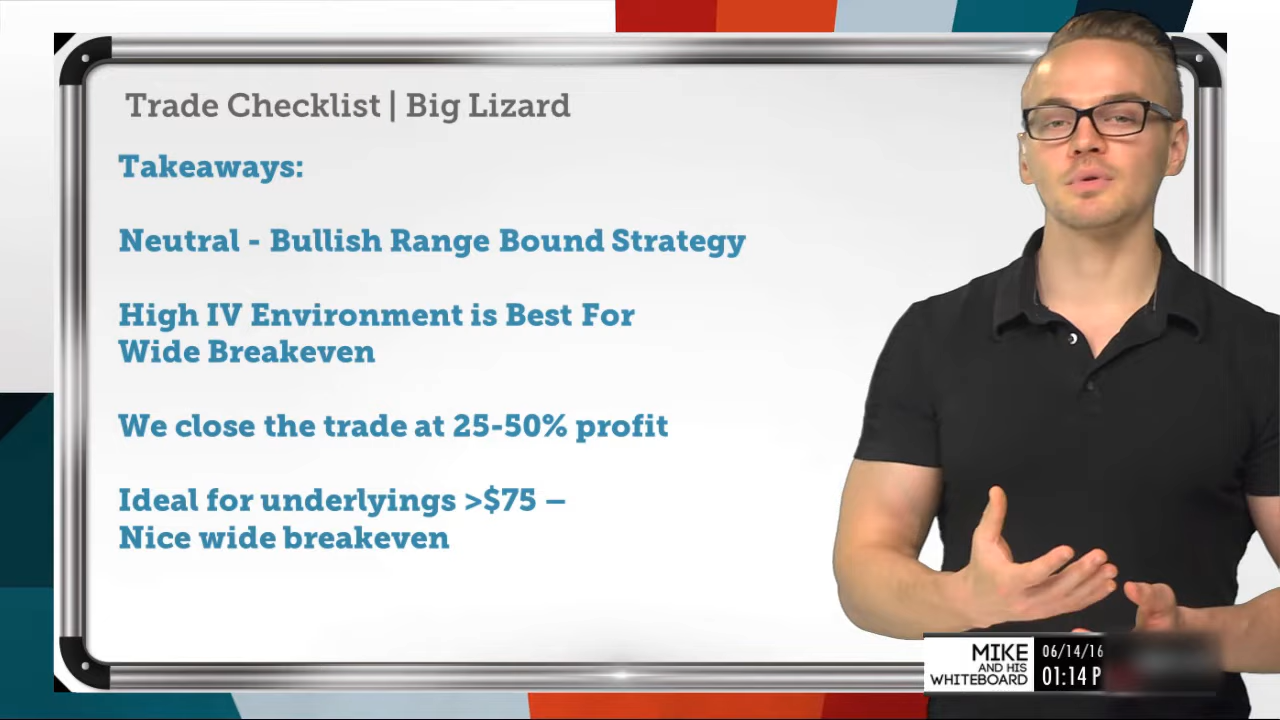 Trade Checklist | Big Lizard
Takeaways:
Neutral - Bullish Range Bound Strategy
High IV Environment is Best For
Wide Breakeven
We close the trade at 25-50% profit
Ideal for underlyings >$75 –
Nice wide breakeven
MIKE
AND HIS
WHITEBOARD
06/14/16
01:14 P